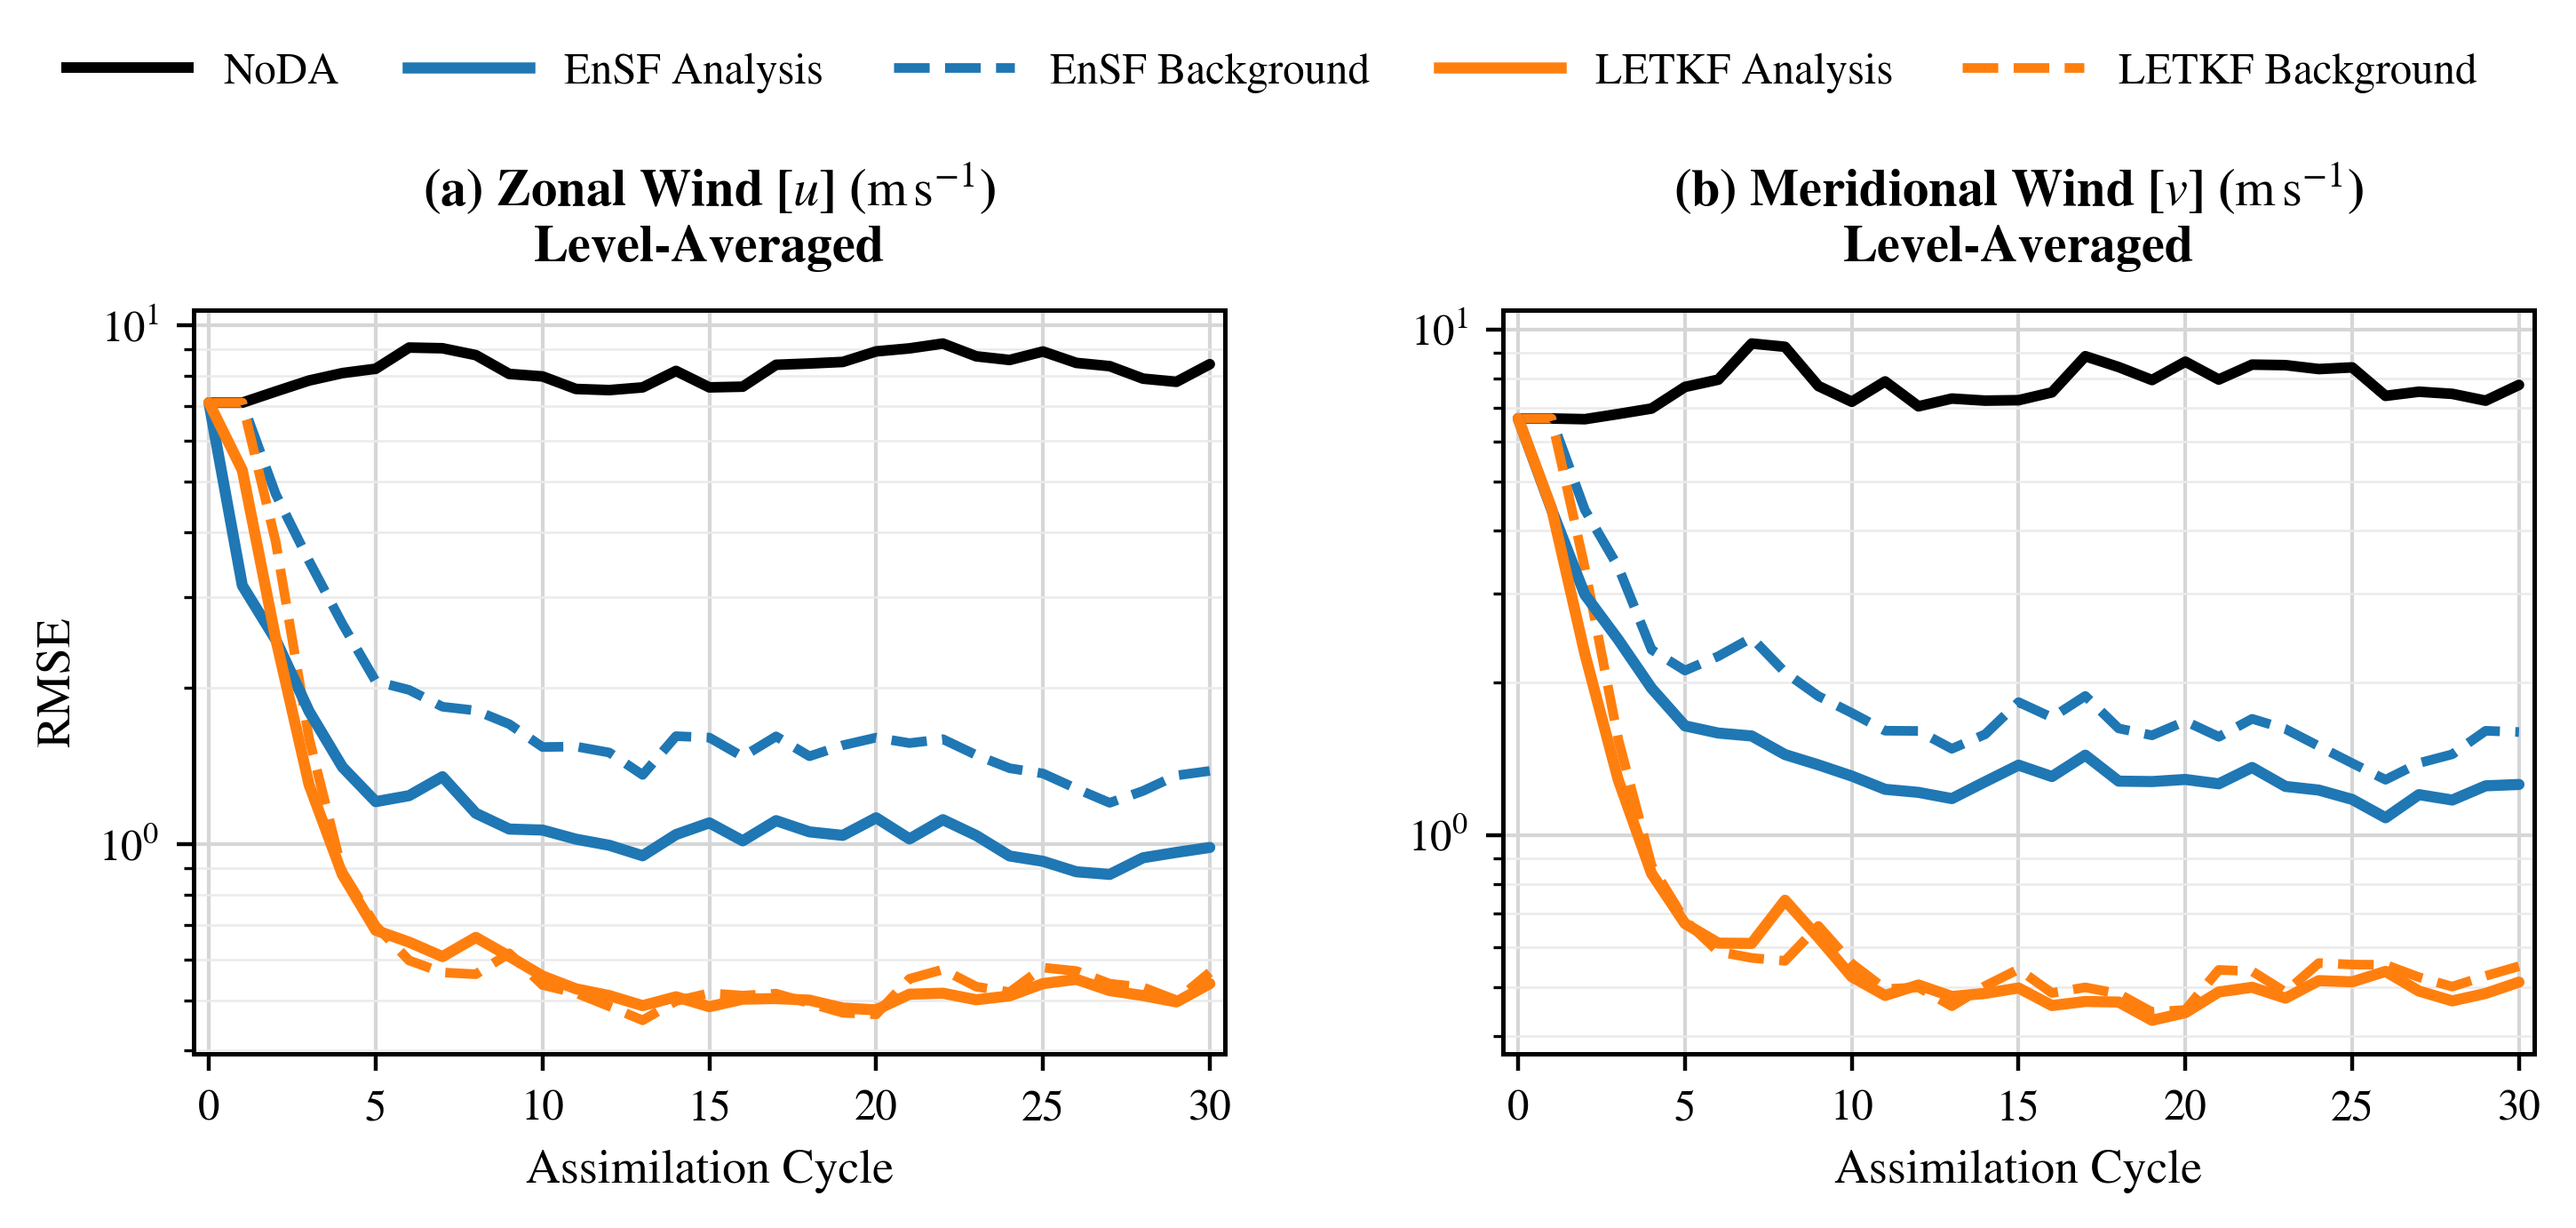 NoDA EnSF Analysis EnSF Background LETKF Analysis LETKF Background
(a) Zonal Wind [u] (m s⁻¹)
Level-Averaged
(b) Meridional Wind [v] (m s⁻¹)
Level-Averaged
RMSE
10¹
10⁰
0 5 10 15 20 25 30
Assimilation Cycle
10¹
10⁰
0 5 10 15 20 25 30
Assimilation Cycle